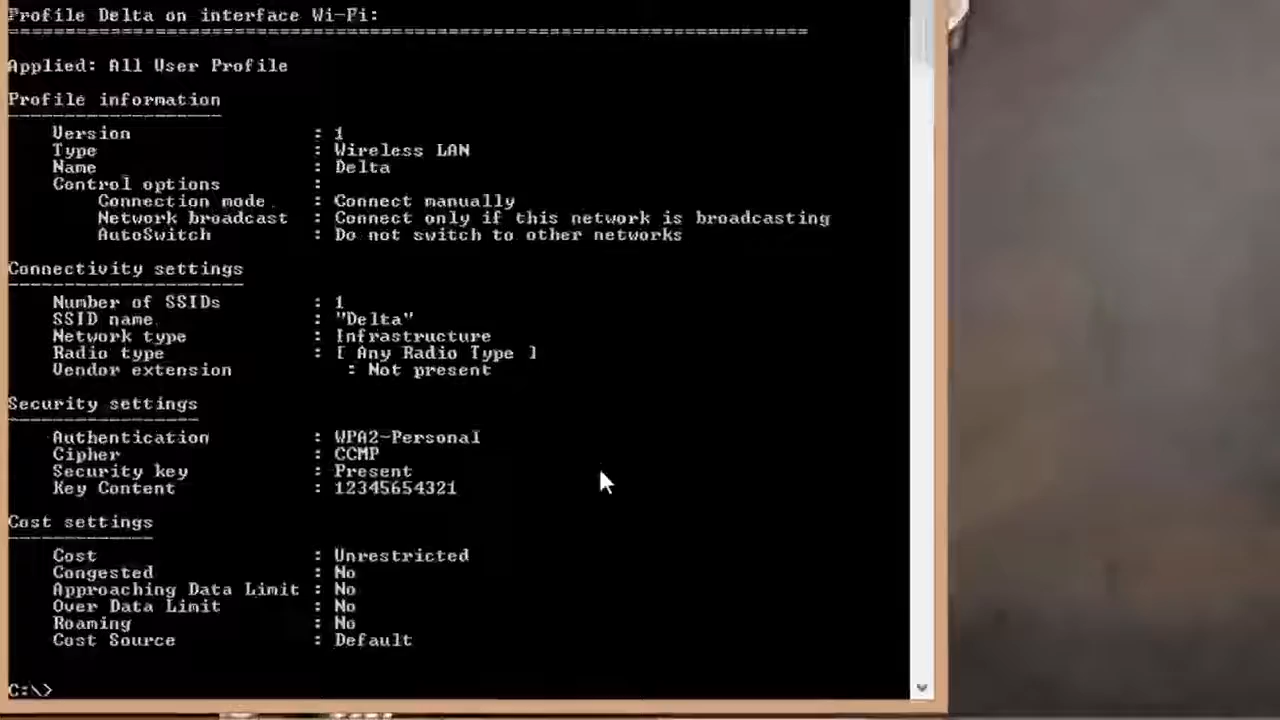 Profile Delta on interface Wi-Fi:
=======================================================================
Applied: All User Profile
Profile information
-------------------
Version : 1
Type : Wireless LAN
Name : Delta
Control options :
Connection mode : Connect manually
Network broadcast : Connect only if this network is broadcasting
AutoSwitch : Do not switch to other networks
Connectivity settings
---------------------
Number of SSIDs : 1
SSID name : "Delta"
Network type : Infrastructure
Radio type : [ Any Radio Type ]
Vendor extension : Not present
Security settings
-----------------
Authentication : WPA2-Personal
Cipher : CCMP
Security key : Present
Key Content : 12345654321
Cost settings
-------------
Cost : Unrestricted
Congested : No
Approaching Data Limit : No
Over Data Limit : No
Roaming : No
Cost Source : Default
C:\>